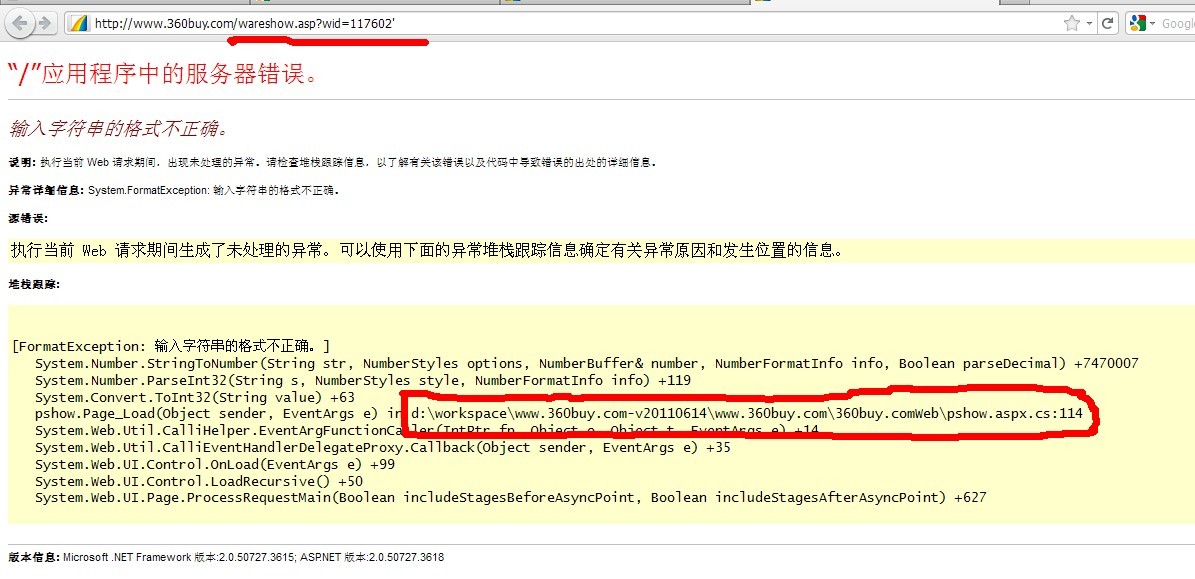 http://www.360buy.com/wareshow.asp?wid=117602'
Google
“/”应用程序中的服务器错误。
输入字符串的格式不正确。
说明: 执行当前 Web 请求期间，出现未处理的异常。请检查堆栈跟踪信息，以了解有关该错误以及代码中导致错误的出处的详细信息。
异常详细信息: System.FormatException: 输入字符串的格式不正确。
源错误:
执行当前 Web 请求期间生成了未处理的异常。可以使用下面的异常堆栈跟踪信息确定有关异常原因和发生位置的信息。
堆栈跟踪:
[FormatException: 输入字符串的格式不正确。]
System.Number.StringToNumber(String str, NumberStyles options, NumberBuffer& number, NumberFormatInfo info, Boolean parseDecimal) +7470007
System.Number.ParseInt32(String s, NumberStyles style, NumberFormatInfo info) +119
System.Convert.ToInt32(String value) +63
pshow.Page_Load(Object sender, EventArgs e) in d:\workspace\www.360buy.com-v20110614\www.360buy.com\360buy.comWeb\pshow.aspx.cs:114
System.Web.Util.CalliHelper.EventArgFunctionCaller(IntPtr fp, Object o, Object t, EventArgs e) +14
System.Web.Util.CalliEventHandlerDelegateProxy.Callback(Object sender, EventArgs e) +35
System.Web.UI.Control.OnLoad(EventArgs e) +99
System.Web.UI.Control.LoadRecursive() +50
System.Web.UI.Page.ProcessRequestMain(Boolean includeStagesBeforeAsyncPoint, Boolean includeStagesAfterAsyncPoint) +627
版本信息: Microsoft .NET Framework 版本:2.0.50727.3615; ASP.NET 版本:2.0.50727.3618